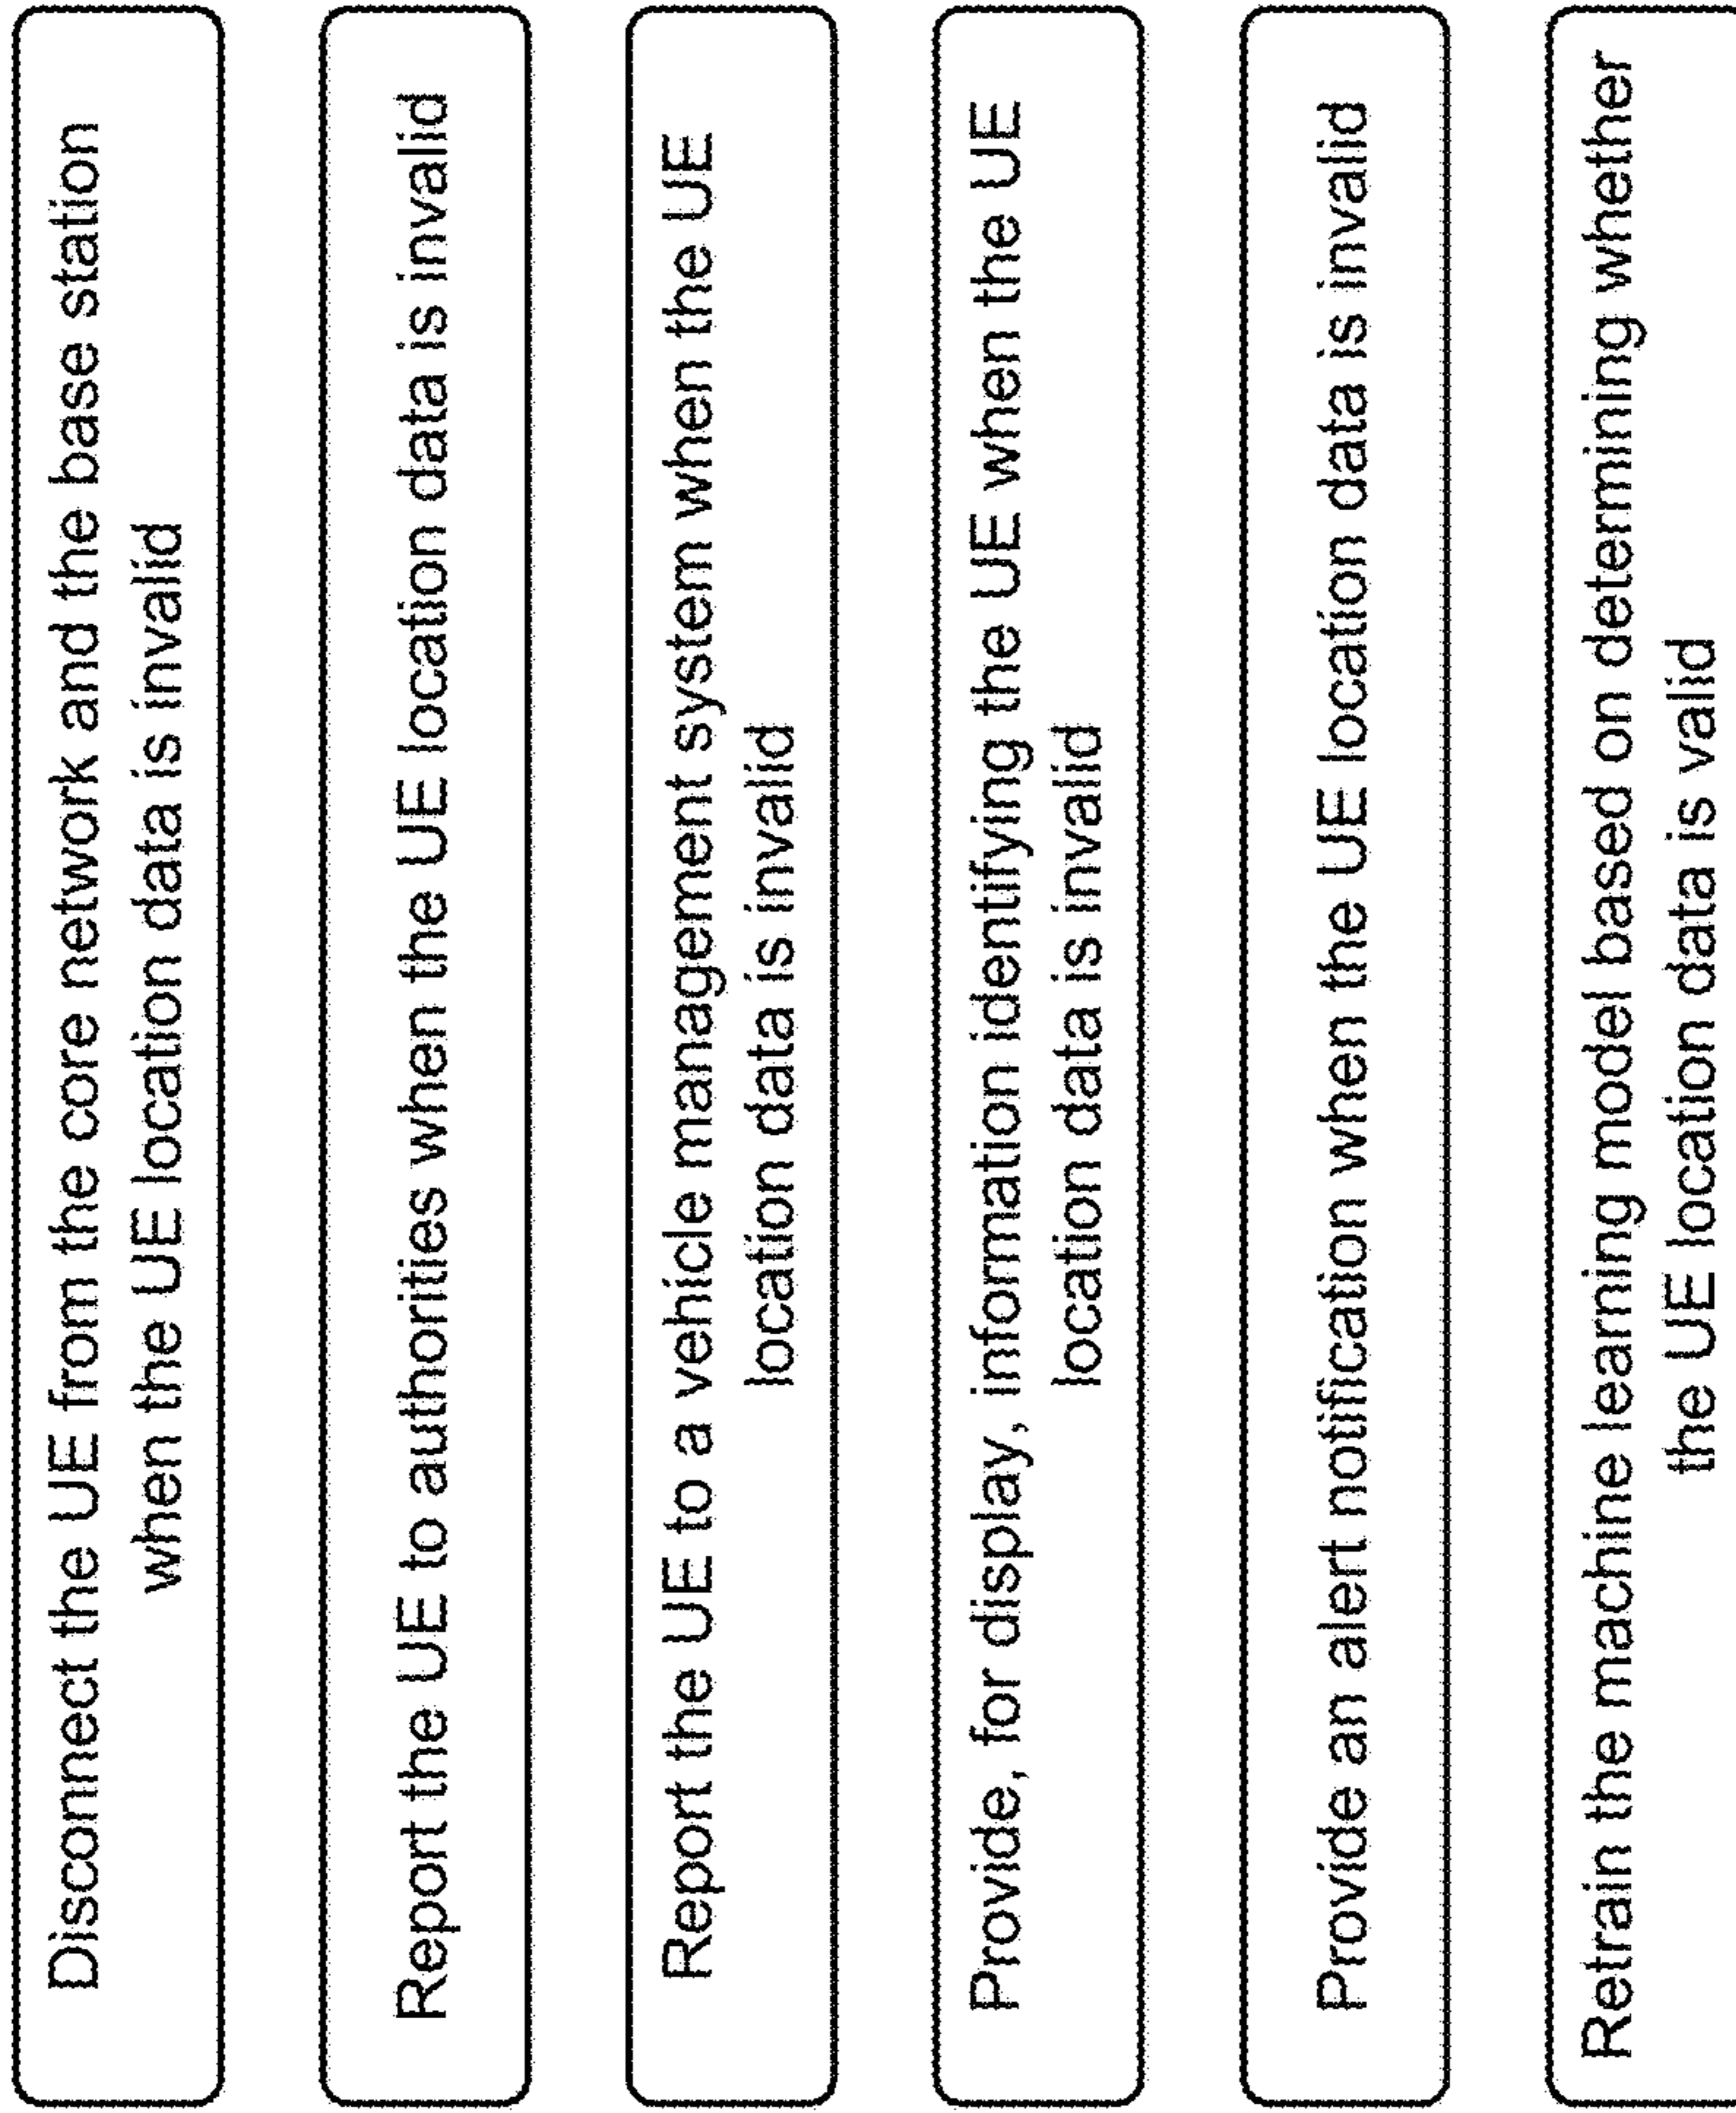 Disconnect the UE from the core network and the base station
when the UE location data is invalid
Report the UE to authorities when the UE location data is invalid
Report the UE to a vehicle management system when the UE
location data is invalid
Provide, for display, information identifying the UE when the UE
location data is invalid
Provide an alert notification when the UE location data is invalid
Retrain the machine learning model based on determining whether
the UE location data is valid